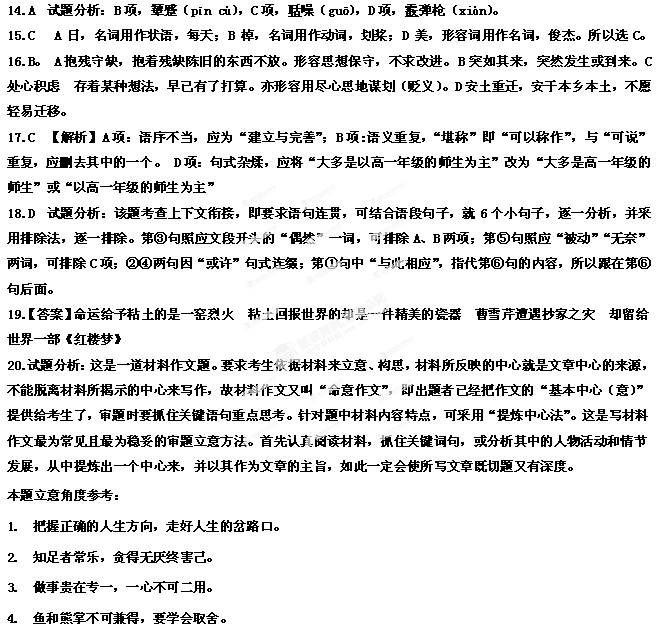 14.A 试题分析：B项，颦蹙（pín cù），C项，聒噪（guō），D项，霰弹枪（xiàn）。
15.C A 日，名词用作状语，每天；B 棹，名词用作动词，划桨；D 美，形容词用作名词，俊杰。所以选 C。
16.B。 A 抱残守缺，抱着残缺陈旧的东西不放。形容思想保守，不求改进。B 突如其来，突然发生或到来。C
处心积虑 存着某种想法，早已有了打算。亦形容用尽心思地谋划（贬义）。D 安土重迁，安于本乡本土，不愿
轻易迁移。
17.C 【解析】A 项：语序不当，应为“建立与完善”；B 项:语义重复，“堪称”即“可以称作”，与“可说”
重复，应删去其中的一个。 D 项：句式杂糅，应将“大多是以高一年级的师生为主”改为“大多是高一年级的
师生”或“以高一年级的师生为主”
18.D 试题分析：该题考查上下文衔接，即要求语句连贯，可结合语段句子，就 6 个小句子，逐一分析，并采
用排除法，逐一排除。第③句照应文段开头的“偶然”一词，可排除 A、B 两项；第⑤句照应“被动”“无奈”
两词，可排除 C 项；②④两句因“或许”句式连缀；第①句中“与此相应”，指代第⑥句的内容，所以跟在第⑥
句后面。
19.【答案】命运给予粘土的是一窑烈火 粘土回报世界的却是一件精美的瓷器 曹雪芹遭遇抄家之灾 却留给
世界一部《红楼梦》
20.试题分析：这是一道材料作文题。要求考生依据材料来立意、构思，材料所反映的中心就是文章中心的来源，
不能脱离材料所揭示的中心来写作，故材料作文又叫“命意作文”，即出题者已经把作文的“基本中心（意）”
提供给考生了，审题时要抓住关键语句重点思考。针对题中材料内容特点，可采用“提炼中心法”。这是写材料
作文最为常见且最为稳妥的审题立意方法。首先认真阅读材料，抓住关键词句，或分析其中的人物活动和情节
发展，从中提炼出一个中心来，并以其作为文章的主旨，如此一定会使所写文章既切题又有深度。
本题立意角度参考：
1. 把握正确的人生方向，走好人生的岔路口。
2. 知足者常乐，贪得无厌终害己。
3. 做事贵在专一，一心不可二用。
4. 鱼和熊掌不可兼得，要学会取舍。